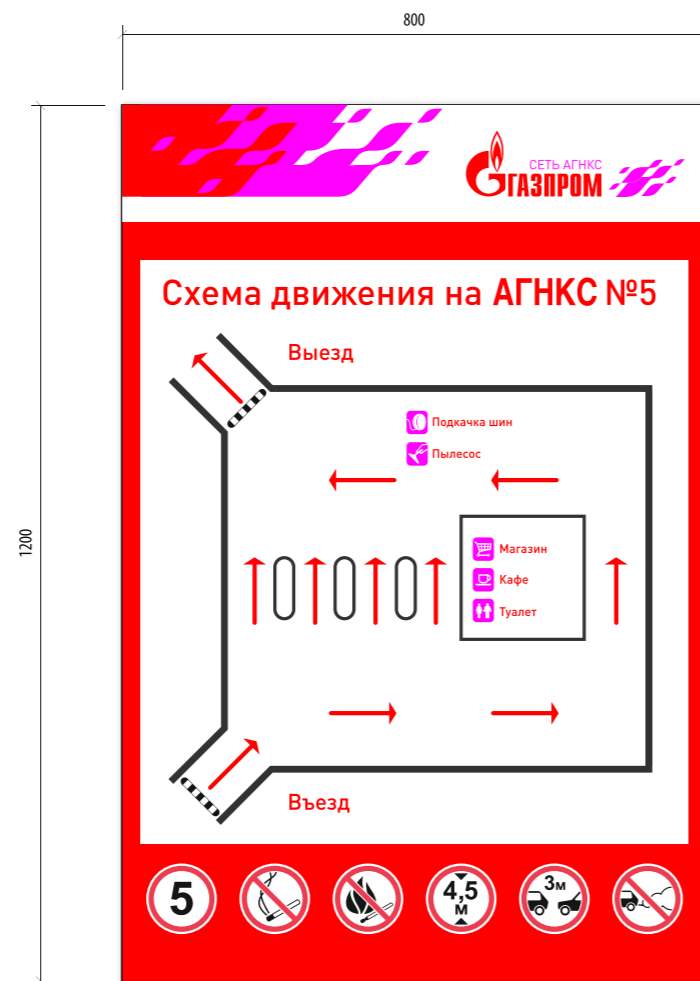 800
1200
СЕТЬ АГНКС
ГАЗПРОМ
Схема движения на АГНКС №5
Выезд
Подкачка шин
Пылесос
Магазин
Кафе
Туалет
Въезд
5
4,5
М
3м